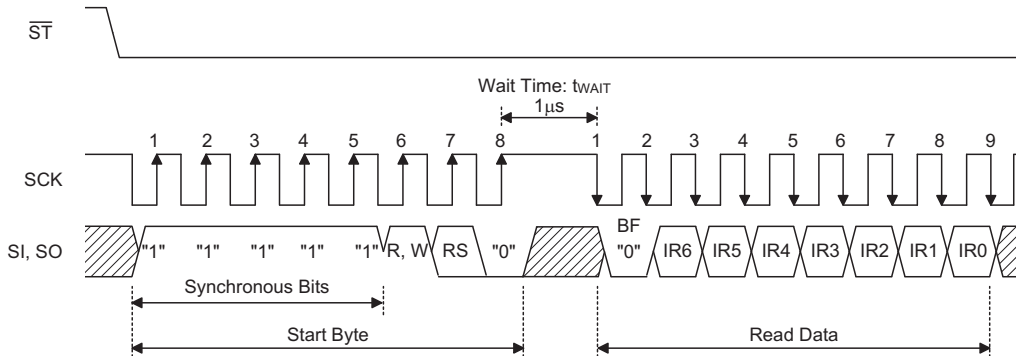 ST
Wait Time: tWAIT
1μs
1 2 3 4 5 6 7 8 1 2 3 4 5 6 7 8 9
SCK
BF
SI, SO "1" "1" "1" "1" "1" R, W RS "0" "0" IR6 IR5 IR4 IR3 IR2 IR1 IR0
Synchronous Bits
Start Byte Read Data